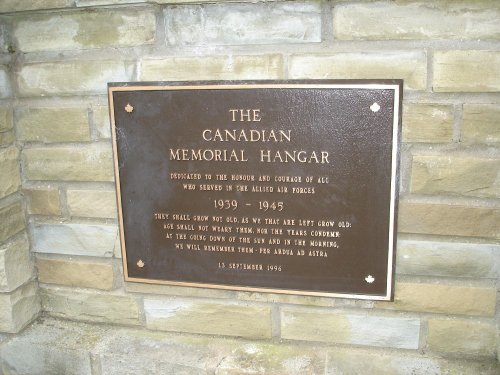 THE
CANADIAN
MEMORIAL HANGAR
DEDICATED TO THE HONOUR AND COURAGE OF ALL
WHO SERVED IN THE ALLIED AIR FORCES
1939 - 1945
THEY SHALL GROW NOT OLD, AS WE THAT ARE LEFT GROW OLD:
AGE SHALL NOT WEARY THEM, NOR THE YEARS CONDEMN:
AT THE GOING DOWN OF THE SUN AND IN THE MORNING,
WE WILL REMEMBER THEM - PER ARDUA AD ASTRA
13 SEPTEMBER 1996